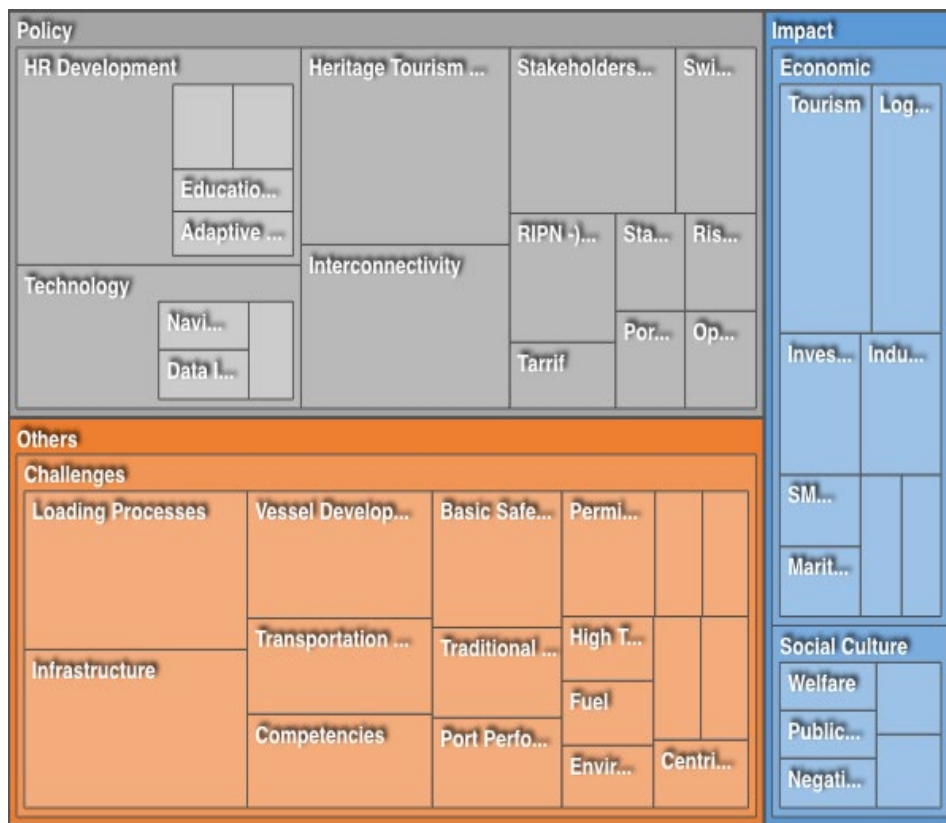 Policy
HR Development
Educatio...
Adaptive ...
Technology
Navi...
Data I...
Heritage Tourism ...
Interconnectivity
Stakeholders...
Swi...
RIPN -)...
Sta...
Ris...
Tarrif
Por...
Op...
Others
Challenges
Loading Processes
Infrastructure
Vessel Develop...
Transportation ...
Competencies
Basic Safe...
Traditional ...
Port Perfo...
Permi...
High T...
Fuel
Envir...
Centri...
Impact
Economic
Tourism
Log...
Inves...
Indu...
SM...
Marit...
Social Culture
Welfare
Public...
Negati...